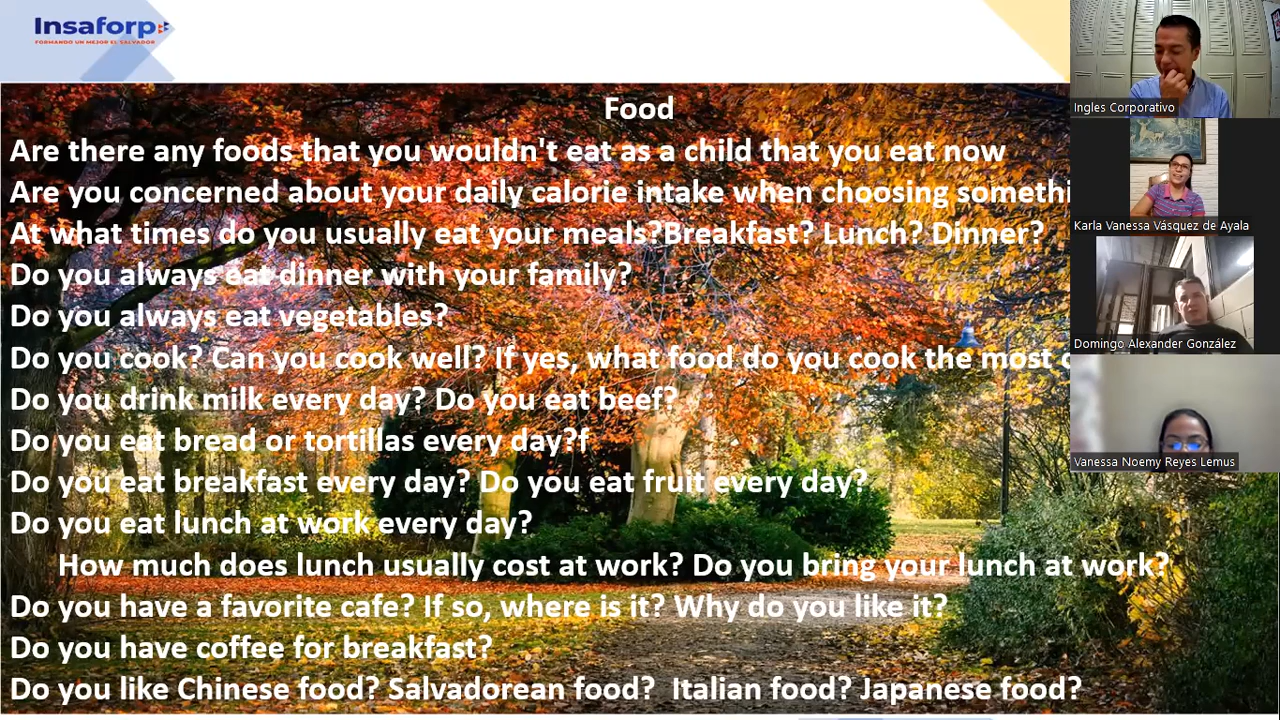 Insaforp
FORMANDO UN MEJOR EL SALVADOR
Food
Are there any foods that you wouldn't eat as a child that you eat now
Are you concerned about your daily calorie intake when choosing
At what times do you usually eat your meals?Breakfast? Lunch? Dinner?
Do you always eat dinner with your family?
Do you always eat vegetables?
Do you cook? Can you cook well? If yes, what food do you cook the most
Do you drink milk every day? Do you eat beef?
Do you eat bread or tortillas every day?f
Do you eat breakfast every day? Do you eat fruit every day?
Do you eat lunch at work every day?
How much does lunch usually cost at work? Do you bring your lunch at work?
Do you have a favorite cafe? If so, where is it? Why do you like it?
Do you have coffee for breakfast?
Do you like Chinese food? Salvadorean food? Italian food? Japanese food?
Ingles Corporativo
Karla Vanessa Vásquez de Ayala
Domingo Alexander González
Vanessa Noemy Reyes Lemus